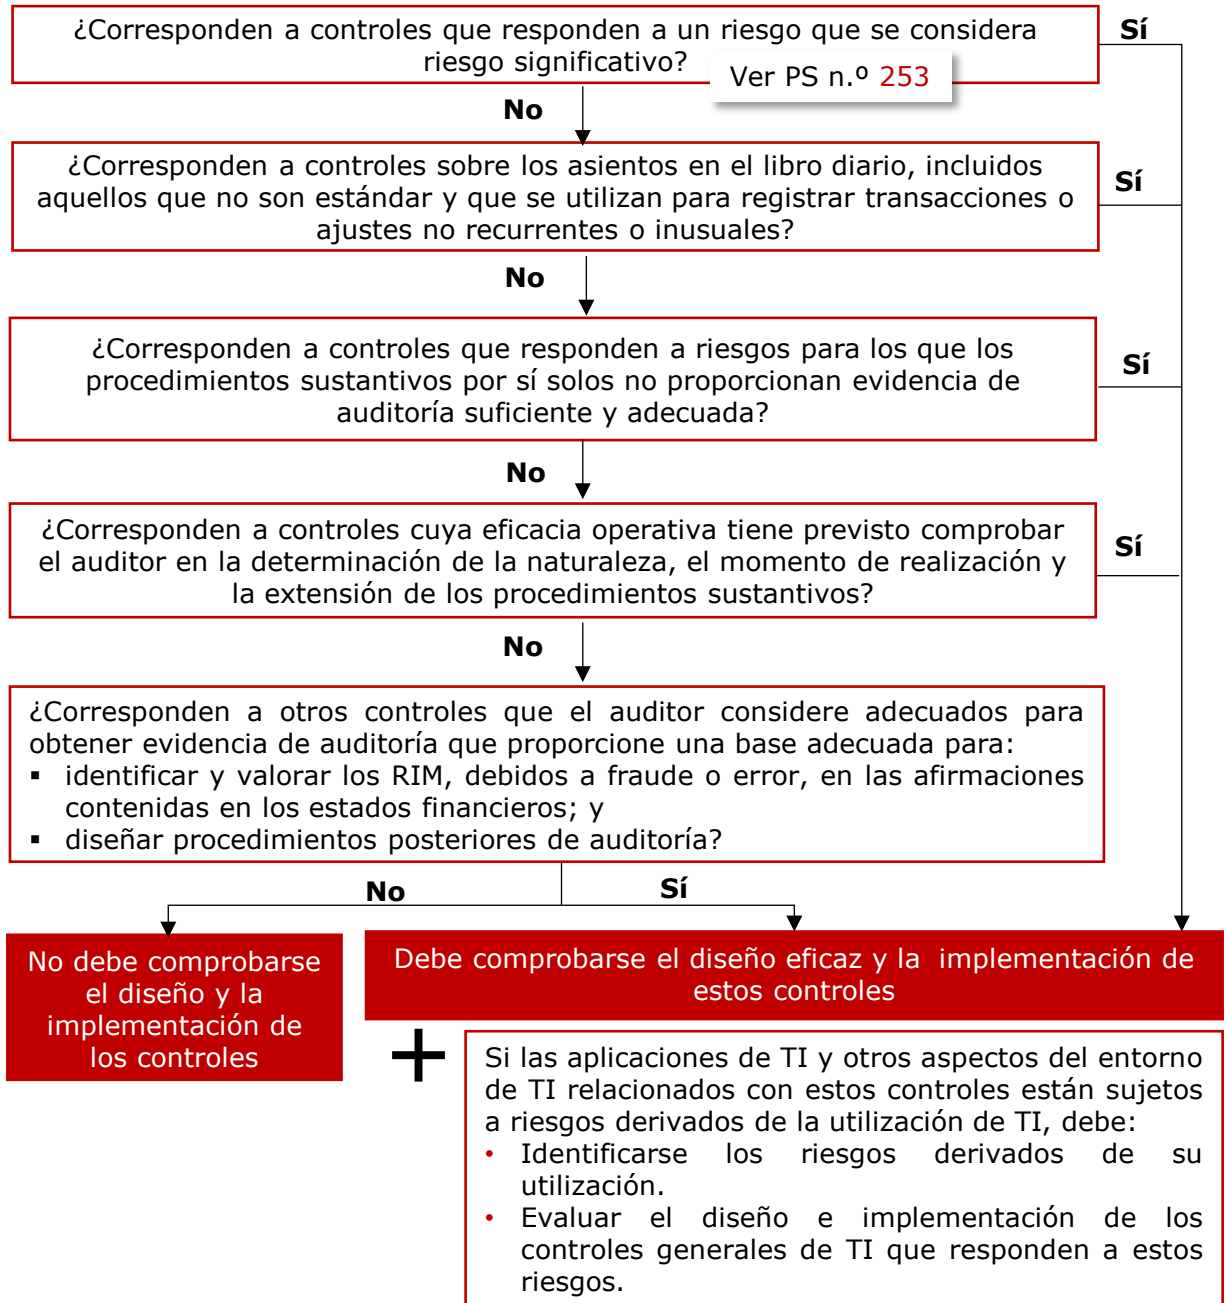 ¿Corresponden a controles que responden a un riesgo que se considera
riesgo significativo?
Sí
Ver PS n.º 253
No
¿Corresponden a controles sobre los asientos en el libro diario, incluidos
aquellos que no son estándar y que se utilizan para registrar transacciones o
ajustes no recurrentes o inusuales?
Sí
No
¿Corresponden a controles que responden a riesgos para los que los
procedimientos sustantivos por sí solos no proporcionan evidencia de
auditoría suficiente y adecuada?
Sí
No
¿Corresponden a controles cuya eficacia operativa tiene previsto comprobar
el auditor en la determinación de la naturaleza, el momento de realización y
la extensión de los procedimientos sustantivos?
Sí
No
¿Corresponden a otros controles que el auditor considere adecuados para
obtener evidencia de auditoría que proporcione una base adecuada para:
▪ identificar y valorar los RIM, debidos a fraude o error, en las afirmaciones
contenidas en los estados financieros; y
▪ diseñar procedimientos posteriores de auditoría?
No
Sí
No debe comprobarse
el diseño y la
implementación de
los controles
Debe comprobarse el diseño eficaz y la implementación de
estos controles
+
Si las aplicaciones de TI y otros aspectos del entorno
de TI relacionados con estos controles están sujetos
a riesgos derivados de la utilización de TI, debe:
• Identificarse los riesgos derivados de su
utilización.
• Evaluar el diseño e implementación de los
controles generales de TI que responden a estos
riesgos.